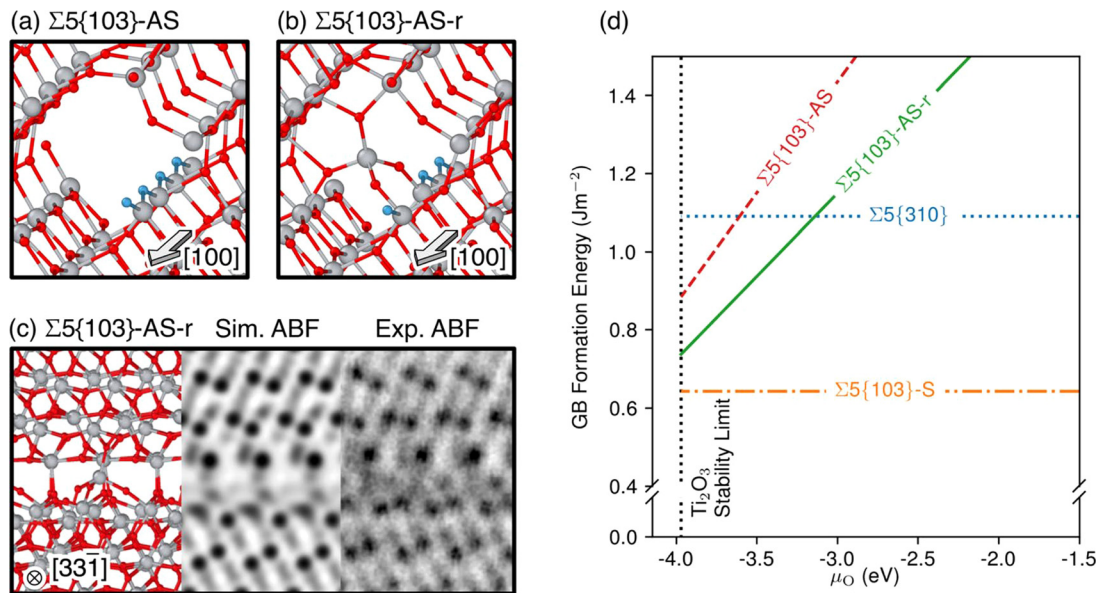 (a) Σ5{103}-AS
(b) Σ5{103}-AS-r
[100]
[100]
(c) Σ5{103}-AS-r
Sim. ABF
Exp. ABF
[331̄]
(d)
GB Formation Energy (Jm⁻²)
1.4
1.2
1.0
0.8
0.6
0.4
0.0
Σ5{103}-AS
Σ5{103}-AS-r
Σ5{310}
Σ5{103}-S
Ti₂O₃
Stability Limit
-4.0 -3.5 -3.0 -2.5 -2.0 -1.5
μ_O (eV)